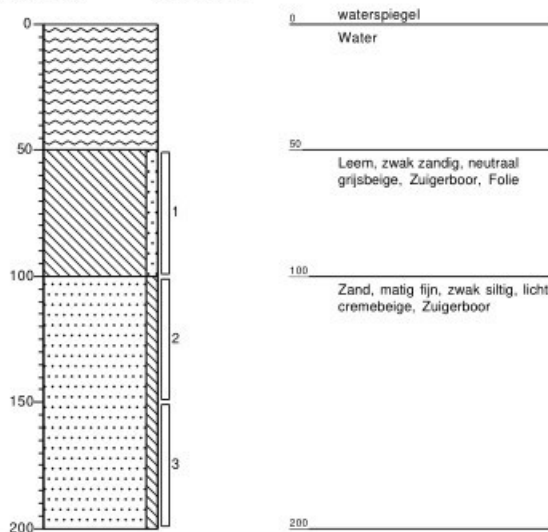 0
50
100
150
200
1
2
3
0 waterspiegel
Water
50
Leem, zwak zandig, neutraal
grijsbeige, Zuigerboor, Folie
100
Zand, matig fijn, zwak siltig, licht
cremebeige, Zuigerboor
200